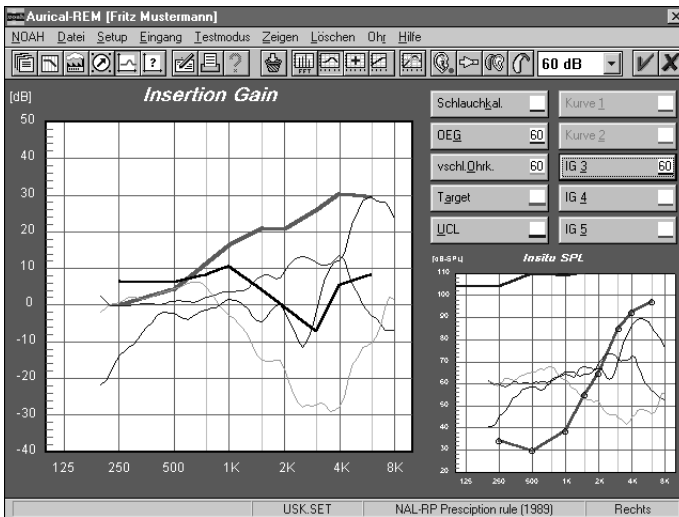 Aurical-REM [Fritz Mustermann]
NOAH Datei Setup Eingang Testmodus Zeigen Löschen Ohr Hilfe
FFT 60 dB
[dB] Insertion Gain
50
40
30
20
10
0
-10
-20
-30
-40
125 250 500 1K 2K 4K 8K
Schlauchkal. Kurve 1
OEG 60 Kurve 2
vschl.Ohrk. 60 IG 3 60
Target IG 4
UCL IG 5
[dB-SPL] Insitu SPL
110
100
90
80
70
60
50
40
30
20
125 250 500 1K 2K 4K 8K
USK.SET NAL-RP Presciption rule (1989) Rechts